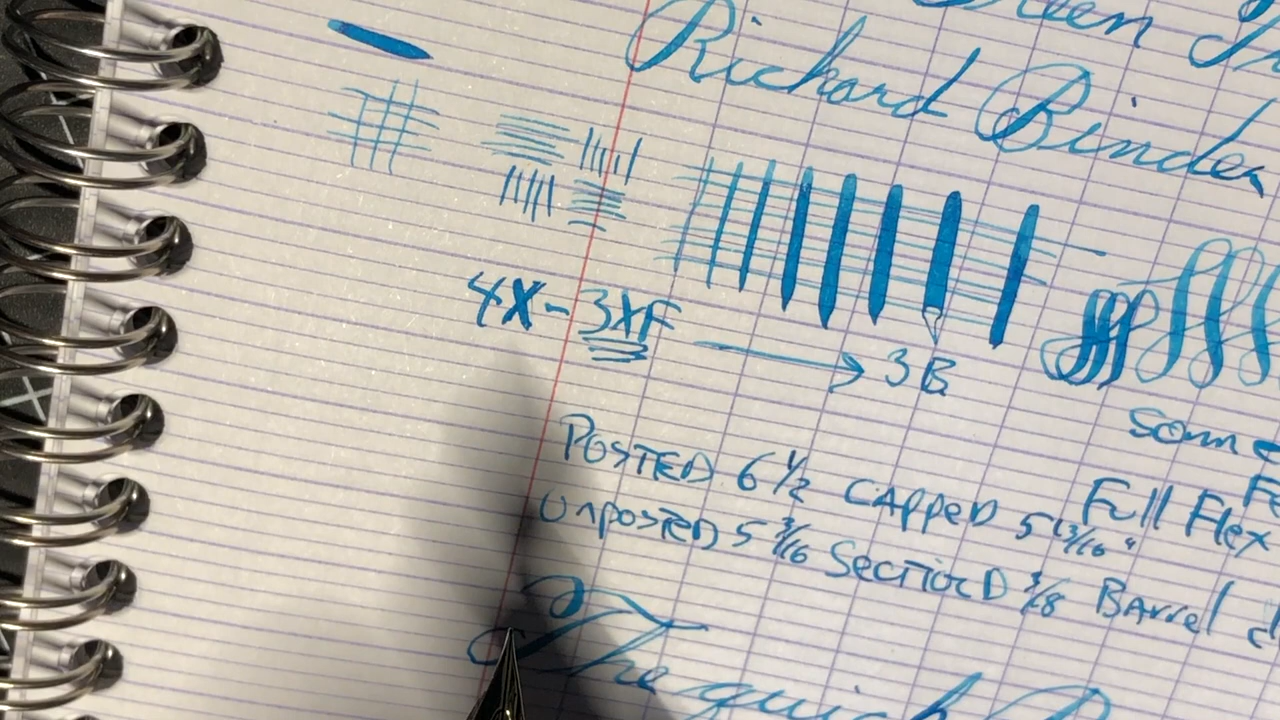 Richard Binder
4X - 3XF → 3B
Some
Full Flex
POSTED 6 1/2 CAPPED 5 13/16"
UNPOSTED 5 3/16 Section D 3/8 BArrel d
The quick